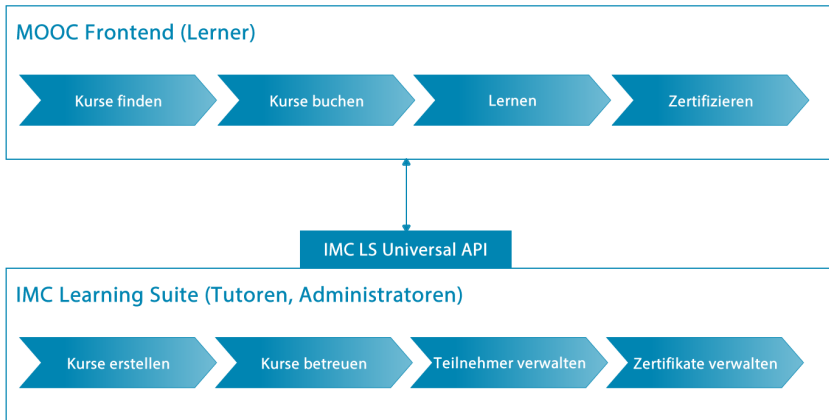 MOOC Frontend (Lerner)
Kurse finden
Kurse buchen
Lernen
Zertifizieren
IMC LS Universal API
IMC Learning Suite (Tutoren, Administratoren)
Kurse erstellen
Kurse betreuen
Teilnehmer verwalten
Zertifikate verwalten